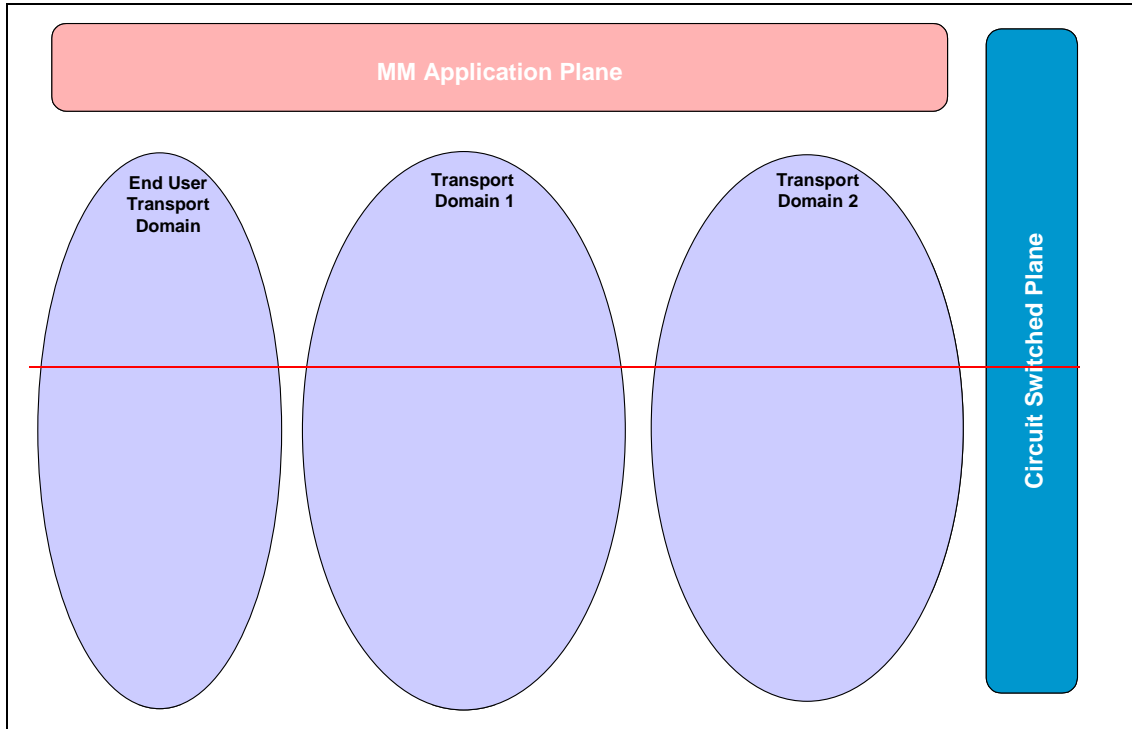 MM Application Plane
End User
Transport
Domain
Transport
Domain 1
Transport
Domain 2
Circuit Switched Plane